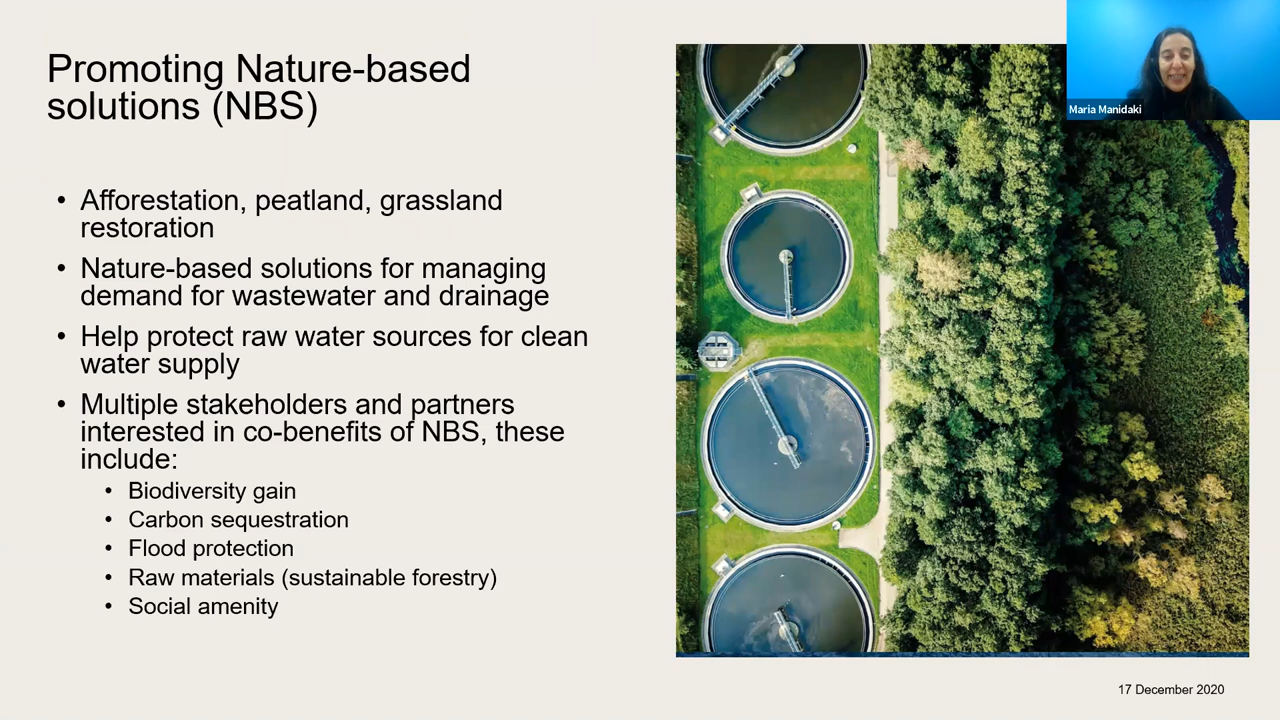 Promoting Nature-based
solutions (NBS)
• Afforestation, peatland, grassland
restoration
• Nature-based solutions for managing
demand for wastewater and drainage
• Help protect raw water sources for clean
water supply
• Multiple stakeholders and partners
interested in co-benefits of NBS, these
include:
• Biodiversity gain
• Carbon sequestration
• Flood protection
• Raw materials (sustainable forestry)
• Social amenity
Maria Manidaki
17 December 2020